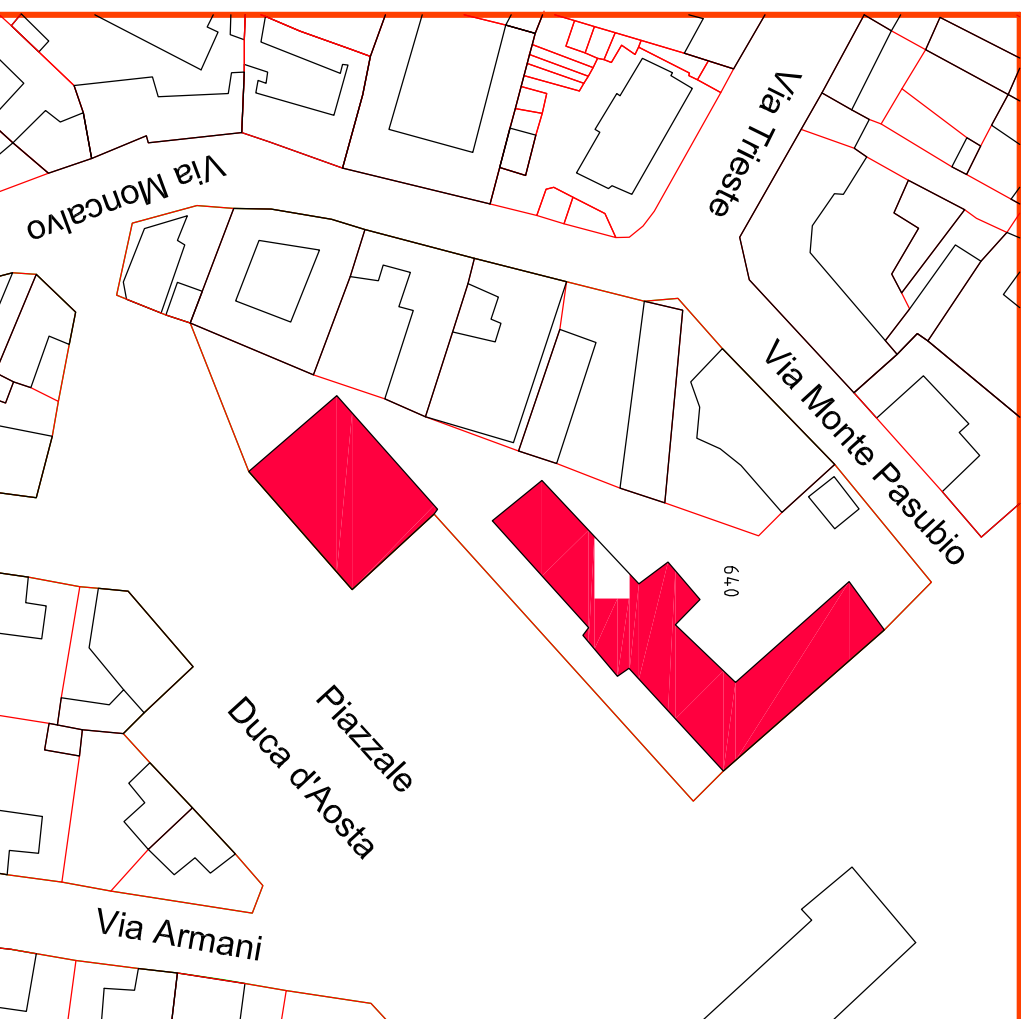 Via Trieste
Via Moncalvo
Via Monte Pasubio
640
Piazzale
Duca d'Aosta
Via Armani